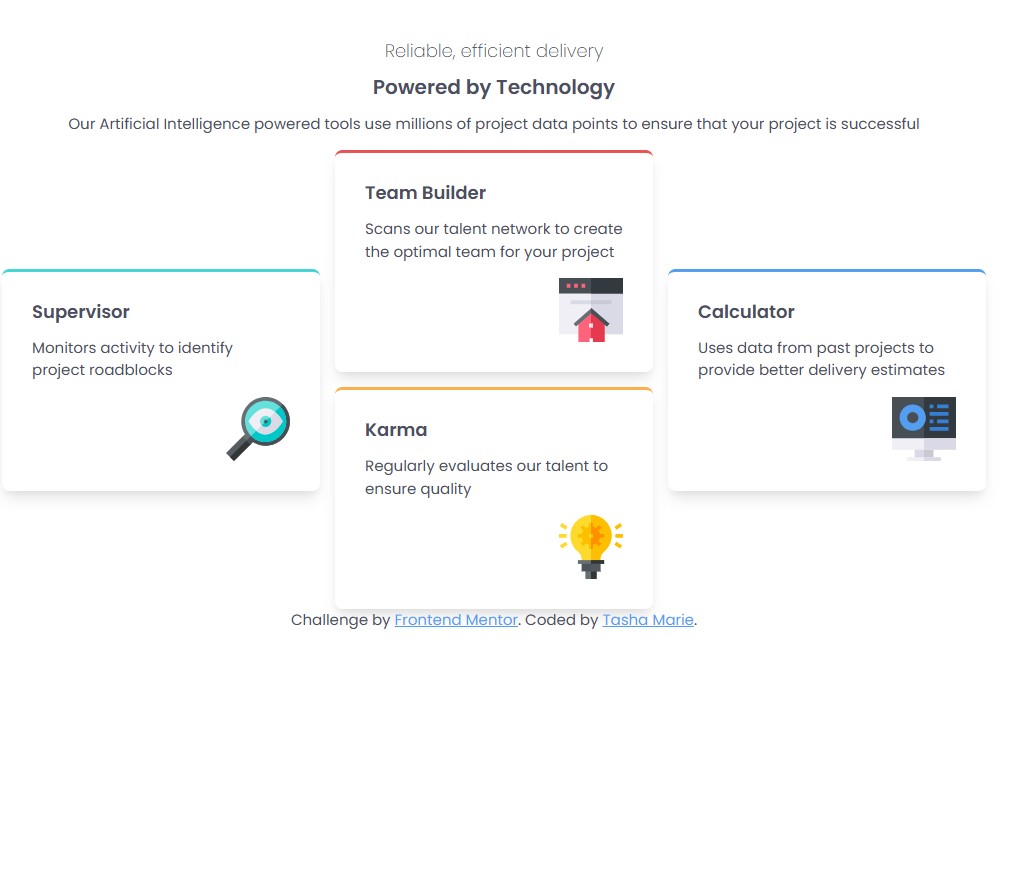 Reliable, efficient delivery
Powered by Technology
Our Artificial Intelligence powered tools use millions of project data points to ensure that your project is successful
Supervisor
Monitors activity to identify
project roadblocks
Team Builder
Scans our talent network to create
the optimal team for your project
Karma
Regularly evaluates our talent to
ensure quality
Calculator
Uses data from past projects to
provide better delivery estimates
Challenge by Frontend Mentor. Coded by Tasha Marie.